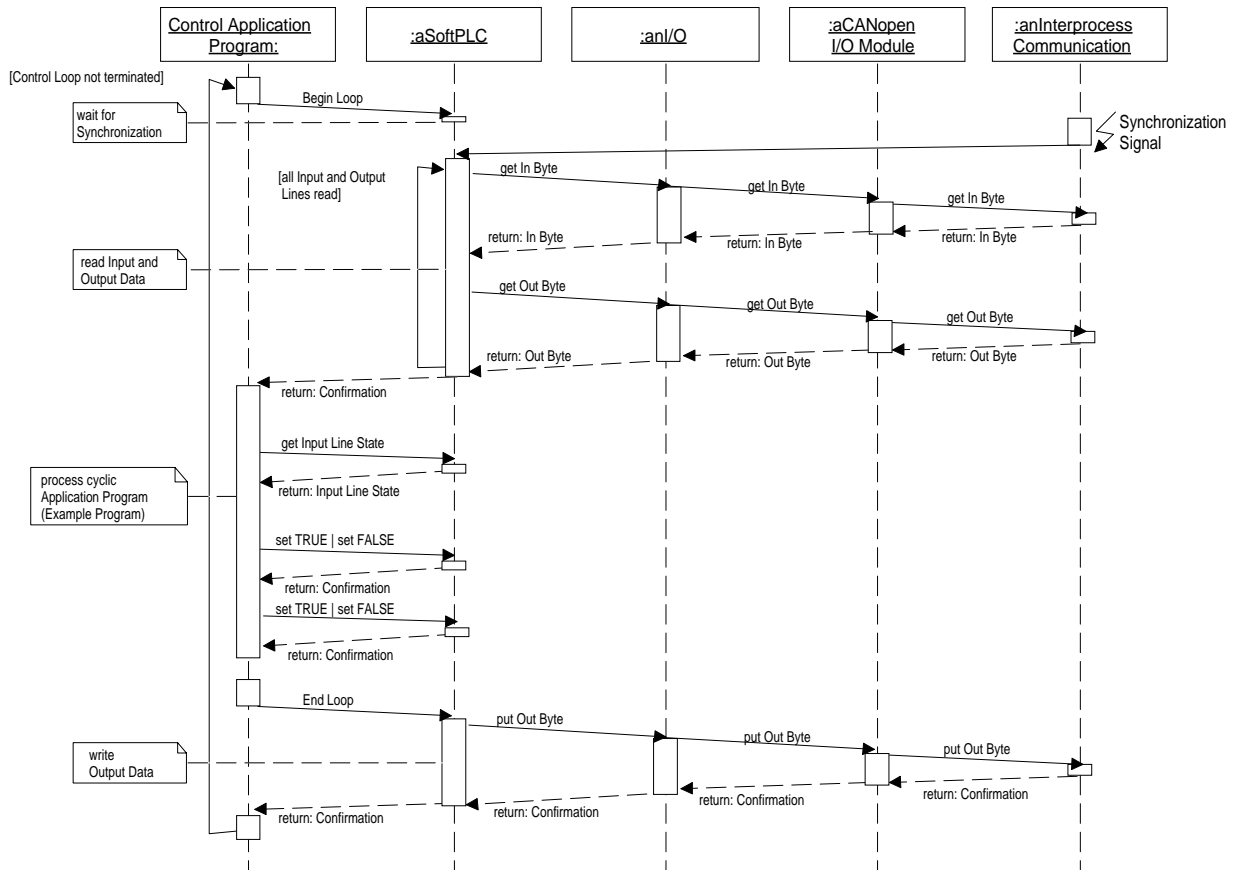 Control Application
Program:
:aSoftPLC
:anI/O
:aCANopen
I/O Module
:anInterprocess
Communication
[Control Loop not terminated]
Begin Loop
wait for
Synchronization
Synchronization
Signal
[all Input and Output
Lines read]
get In Byte
get In Byte
get In Byte
return: In Byte
return: In Byte
return: In Byte
read Input and
Output Data
get Out Byte
get Out Byte
get Out Byte
return: Out Byte
return: Out Byte
return: Out Byte
return: Confirmation
get Input Line State
return: Input Line State
process cyclic
Application Program
(Example Program)
set TRUE | set FALSE
return: Confirmation
set TRUE | set FALSE
return: Confirmation
End Loop
put Out Byte
put Out Byte
put Out Byte
write
Output Data
return: Confirmation
return: Confirmation
return: Confirmation
return: Confirmation